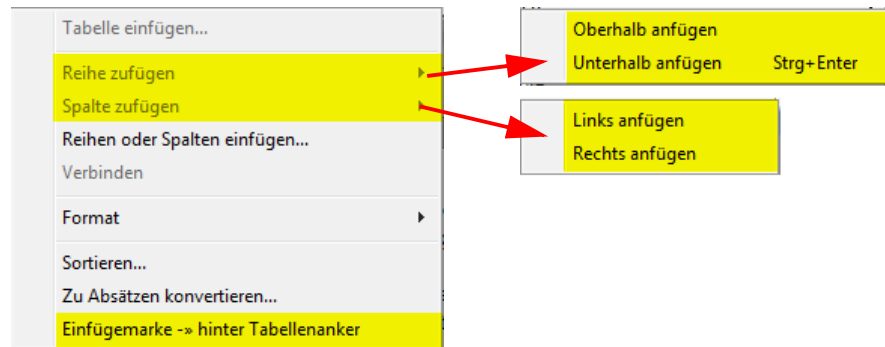 Tabelle einfügen...
Reihe zufügen
Spalte zufügen
Reihen oder Spalten einfügen...
Verbinden
Format
Sortieren...
Zu Absätzen konvertieren...
Einfügemarke -» hinter Tabellenanker
Oberhalb anfügen
Unterhalb anfügen Strg+Enter
Links anfügen
Rechts anfügen